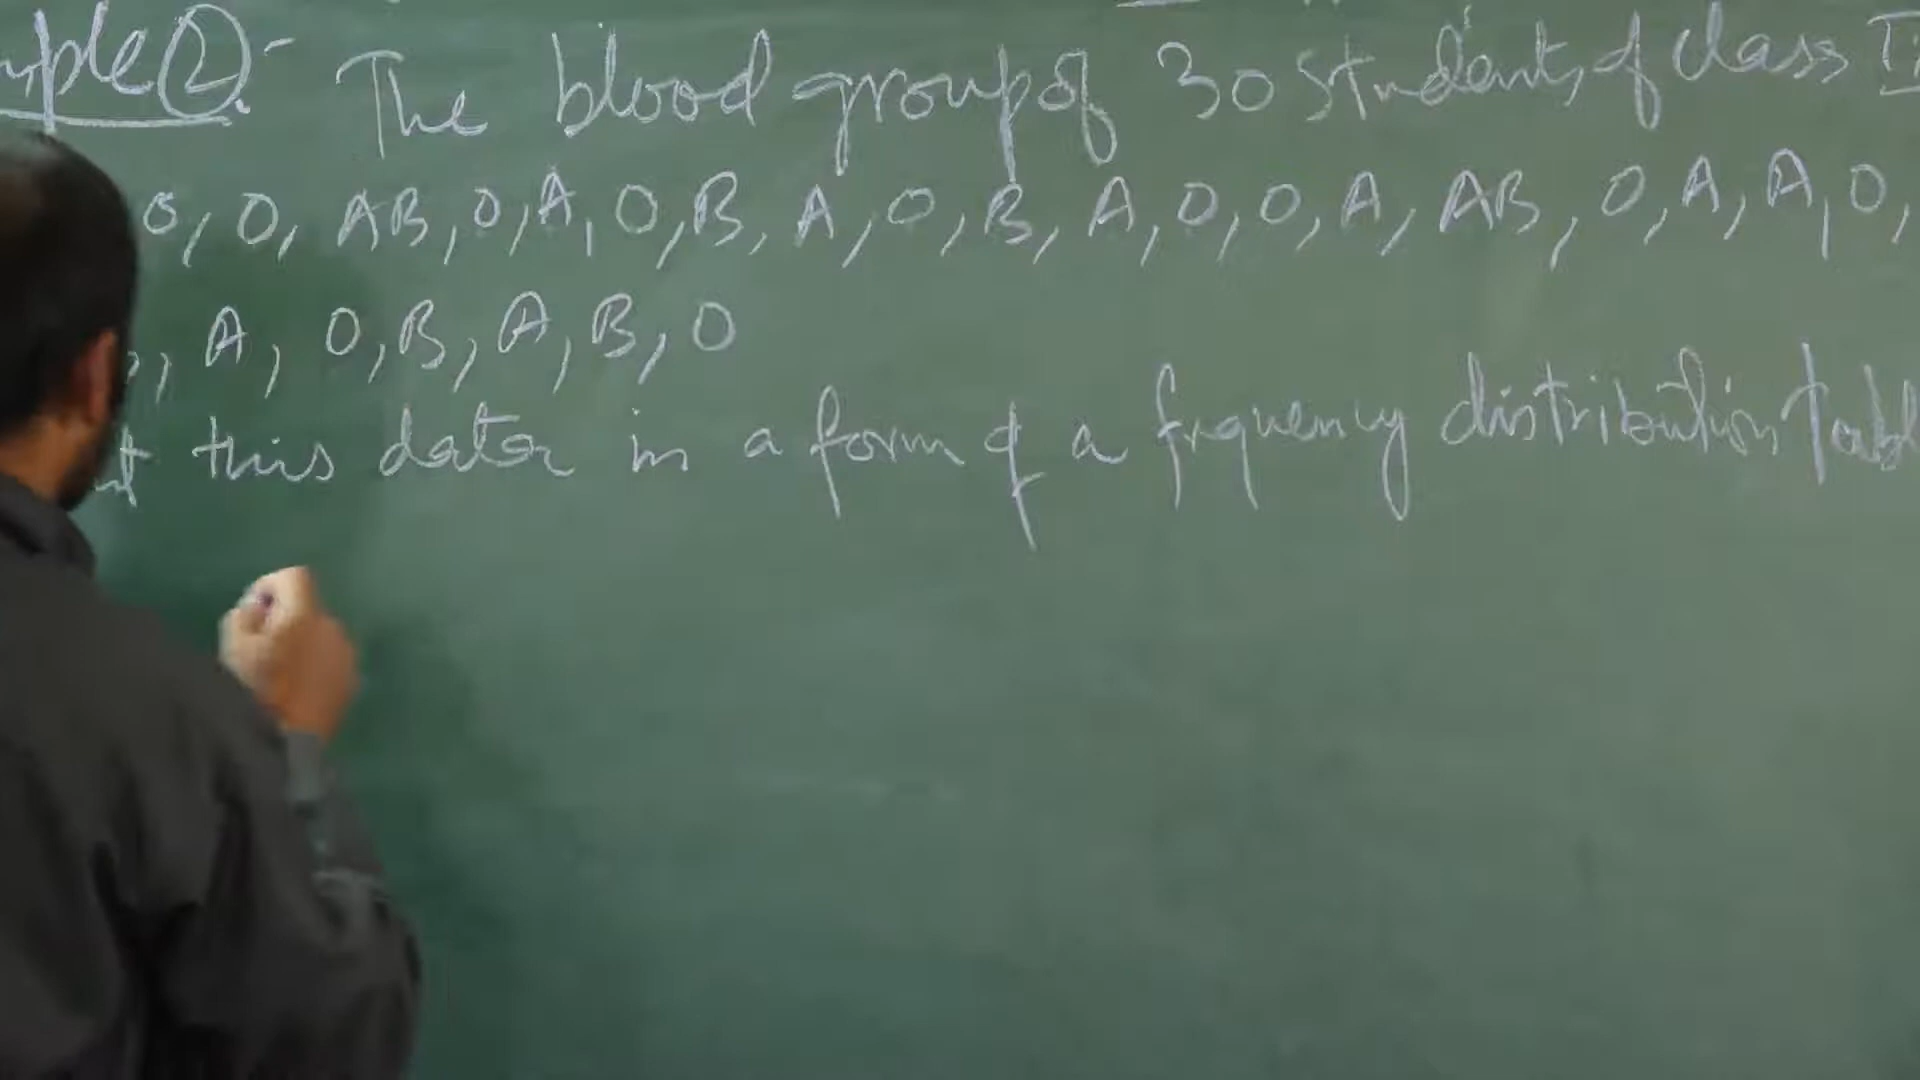 mple (2).- The blood group of 30 students of class I
O, O, AB, O, A, O, B, A, O, B, A, O, O, A, AB, O, A, A, O,
, A, O, B, A, B, O
this data in a form of a frequency distribution tabl